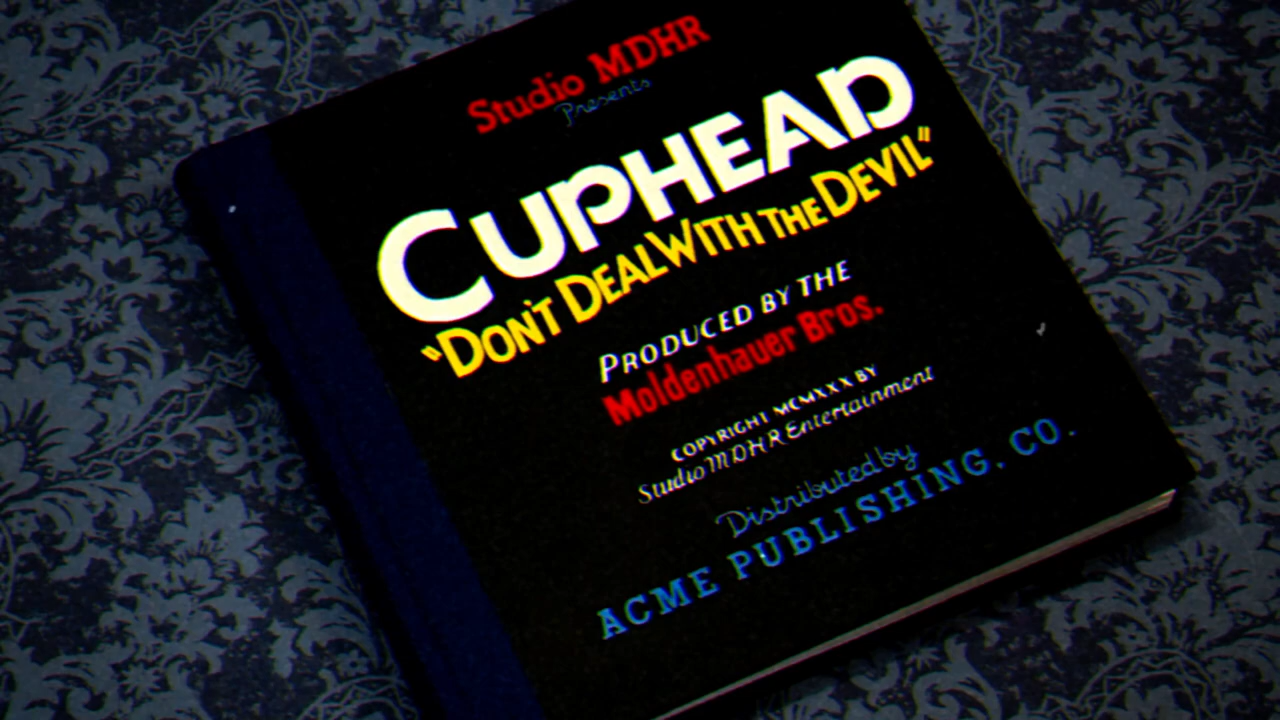 Studio MDHR
Presents
CUPHEAD
"DON'T DEAL WITH THE DEVIL"
PRODUCED BY THE
Moldenhauer Bros.
COPYRIGHT MCMXXX BY
Studio MDHR Entertainment
Distributed by
ACME PUBLISHING. CO.